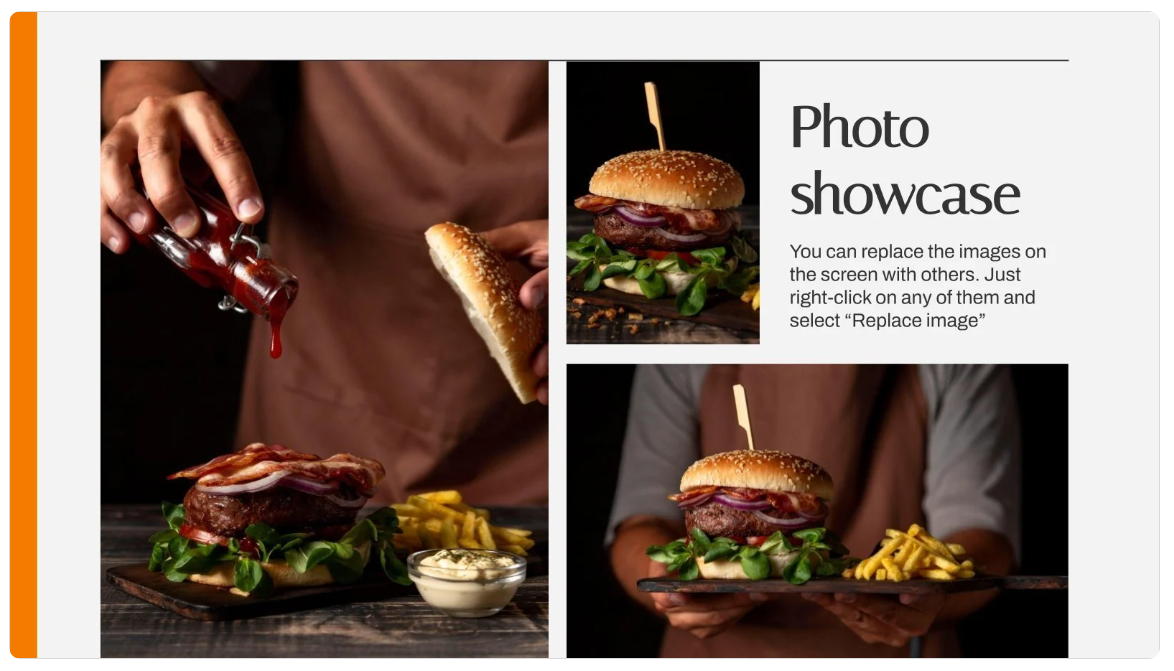 Photo
showcase
You can replace the images on
the screen with others. Just
right-click on any of them and
select “Replace image”